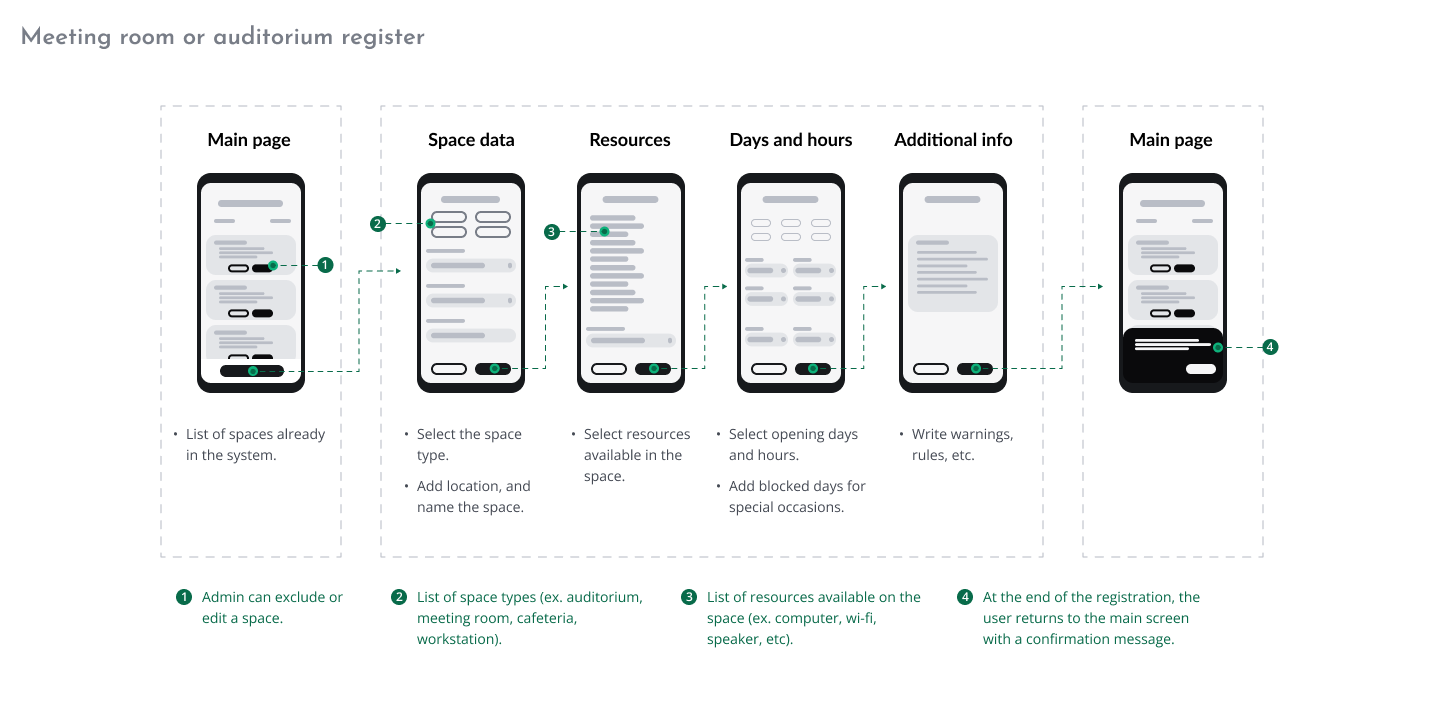 Meeting room or auditorium register
Main page
Space data
Resources
Days and hours
Additional info
Main page
1
2
3
4
• List of spaces already
in the system.
• Select the space
type.
• Add location, and
name the space.
• Select resources
available in the
space.
• Select opening days
and hours.
• Add blocked days for
special occasions.
• Write warnings,
rules, etc.
1 Admin can exclude or
edit a space.
2 List of space types (ex. auditorium,
meeting room, cafeteria,
workstation).
3 List of resources available on the
space (ex. computer, wi-fi,
speaker, etc).
4 At the end of the registration, the
user returns to the main screen
with a confirmation message.